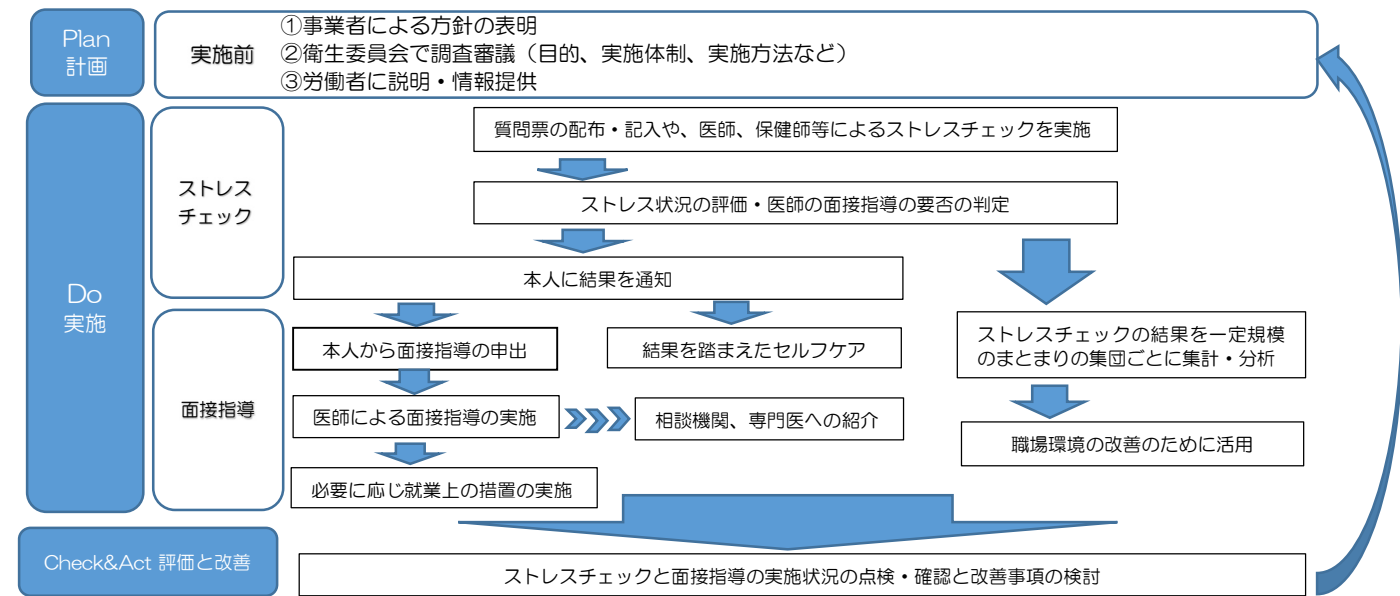 Plan
計画
実施前
①事業者による方針の表明
②衛生委員会で調査審議（目的、実施体制、実施方法など）
③労働者に説明・情報提供
Do
実施
ストレス
チェック
質問票の配布・記入や、医師、保健師等によるストレスチェックを実施
ストレス状況の評価・医師の面接指導の要否の判定
本人に結果を通知
面接指導
本人から面接指導の申出
結果を踏まえたセルフケア
ストレスチェックの結果を一定規模
のまとまりの集団ごとに集計・分析
医師による面接指導の実施
相談機関、専門医への紹介
職場環境の改善のために活用
必要に応じ就業上の措置の実施
Check&Act 評価と改善
ストレスチェックと面接指導の実施状況の点検・確認と改善事項の検討